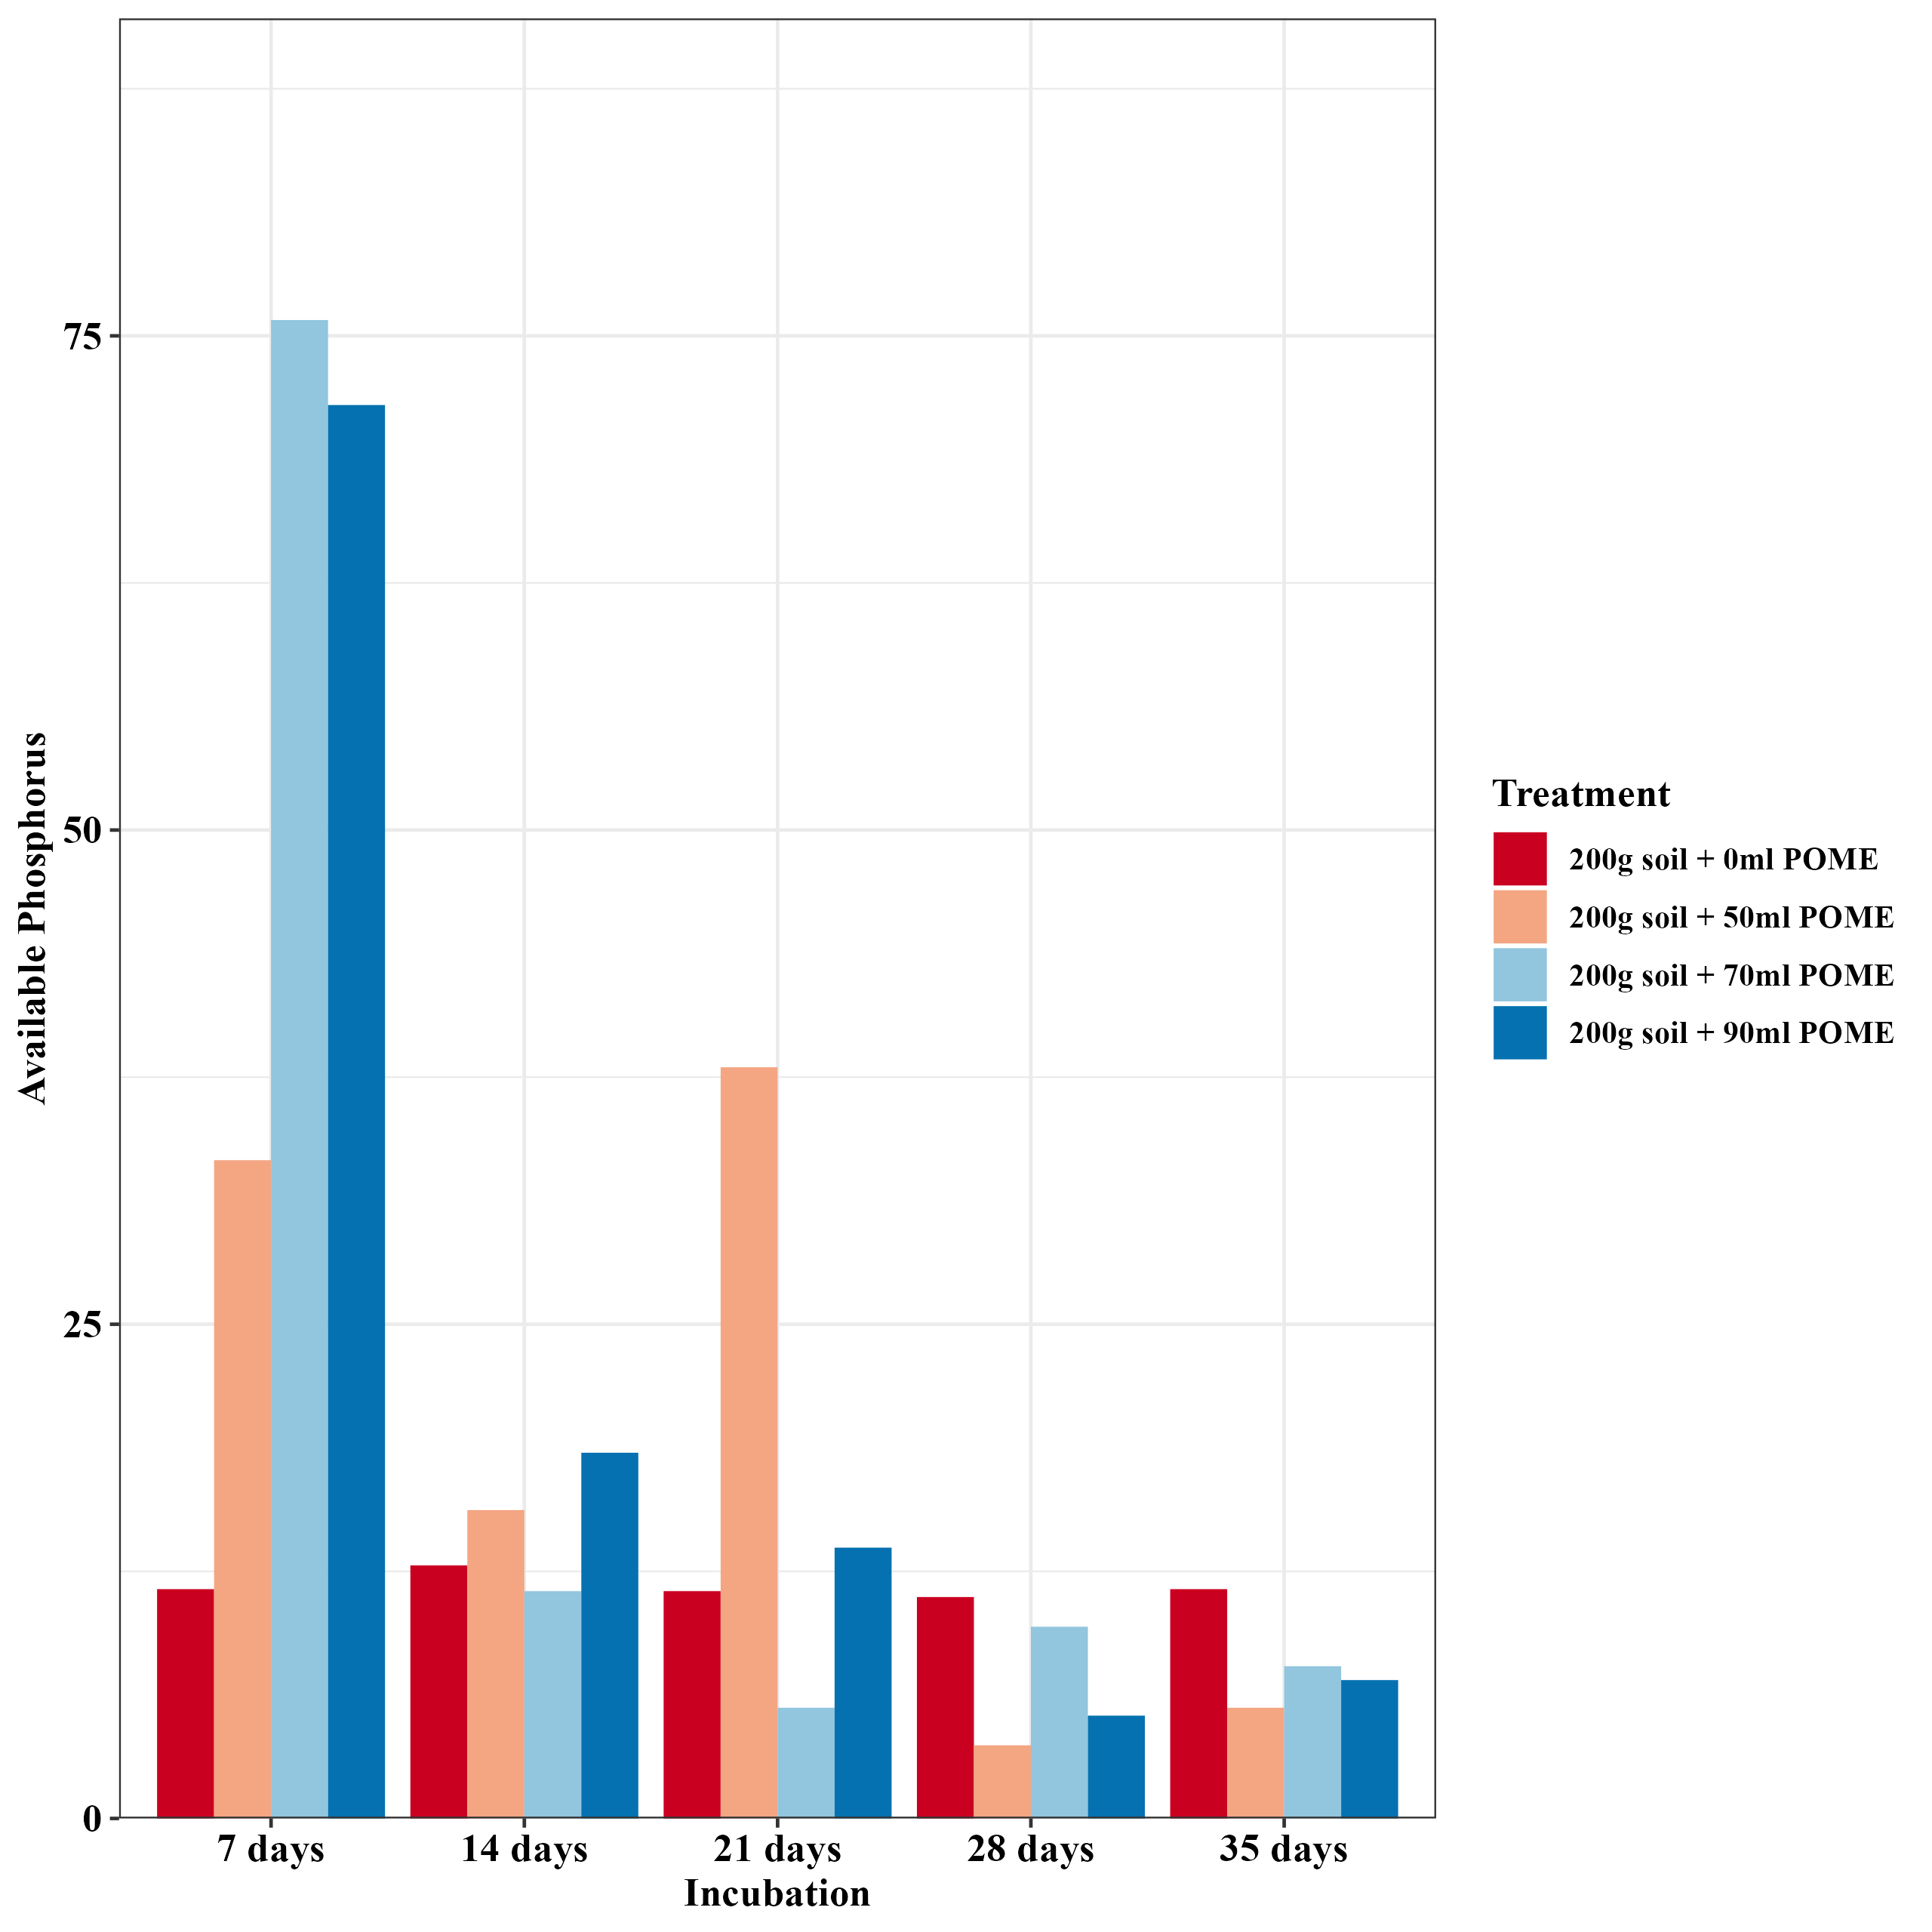 Available Phosphorus
75
50
25
0
7 days
14 days
21 days
28 days
35 days
Incubation
Treatment
200g soil + 0ml POME
200g soil + 50ml POME
200g soil + 70ml POME
200g soil + 90ml POME